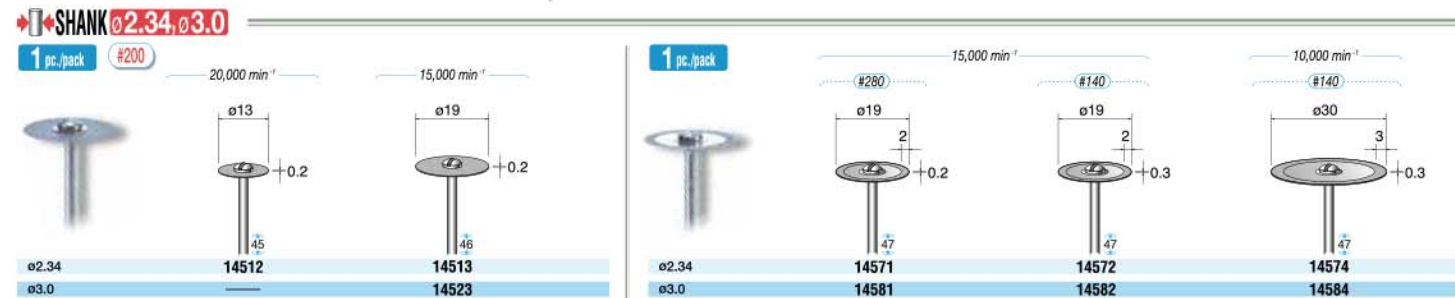 SHANK ø2.34, ø3.0
1 pc./pack #200
20,000 min⁻¹ 15,000 min⁻¹
ø13 ø19
0.2 0.2
45 46
ø2.34 14512 14513
ø3.0 —— 14523
1 pc./pack
15,000 min⁻¹ 10,000 min⁻¹
#280 #140 #140
ø19 ø19 ø30
2 2 3
0.2 0.3 0.3
47 47 47
ø2.34 14571 14572 14574
ø3.0 14581 14582 14584